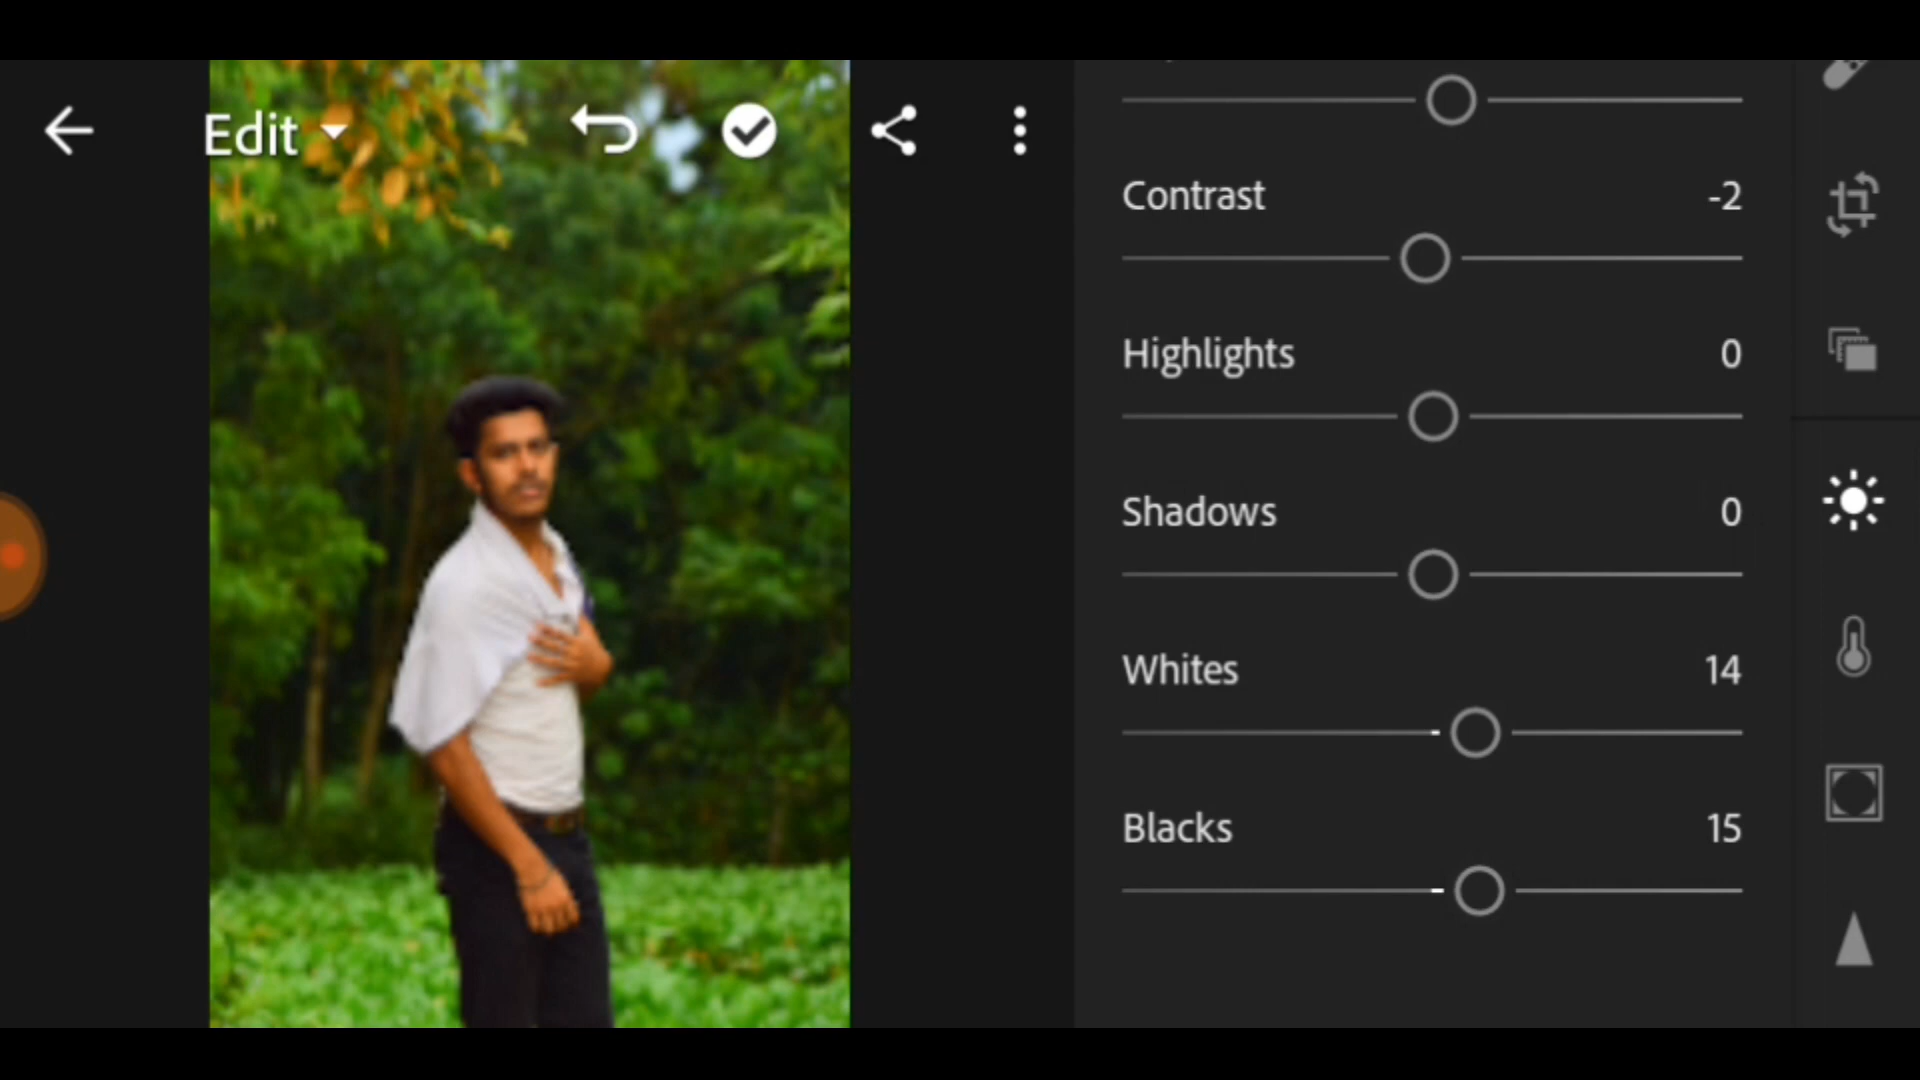 Edit
Contrast -2
Highlights 0
Shadows 0
Whites 14
Blacks 15